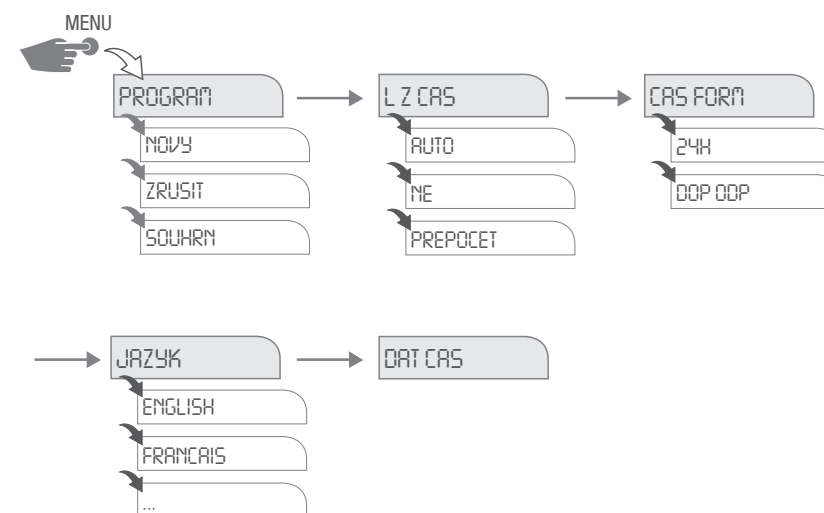 MENU
PROGRAM
NOVY
ZRUSIT
SOUHRN
L Z CAS
AUTO
NE
PREPOCET
CAS FORM
24H
DOP ODP
JAZYK
ENGLISH
FRANCAIS
...
DAT CAS